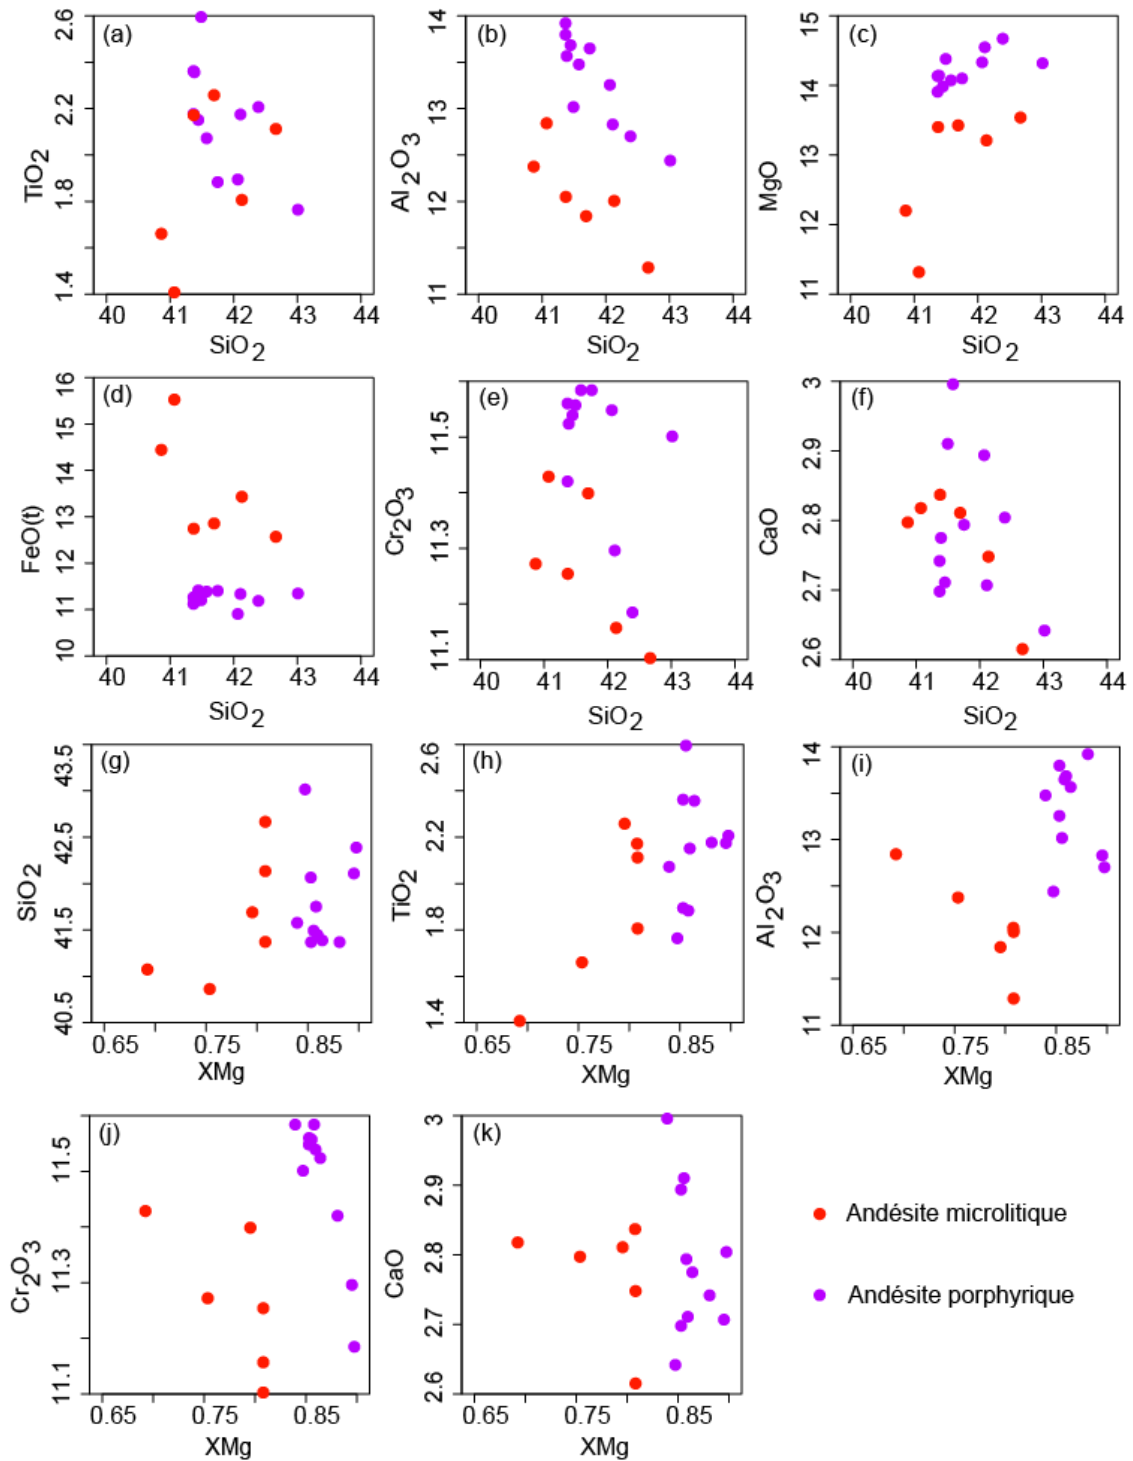 (a)
TiO2
2.6
2.2
1.8
1.4
40 41 42 43 44
SiO2
(b)
Al2O3
14
13
12
11
40 41 42 43 44
SiO2
(c)
MgO
15
14
13
12
11
40 41 42 43 44
SiO2
(d)
FeO(t)
16
15
14
13
12
11
10
40 41 42 43 44
SiO2
(e)
Cr2O3
11.5
11.3
11.1
40 41 42 43 44
SiO2
(f)
CaO
3
2.9
2.8
2.7
2.6
40 41 42 43 44
SiO2
(g)
SiO2
43.5
42.5
41.5
40.5
0.65 0.75 0.85
XMg
(h)
TiO2
2.6
2.2
1.8
1.4
0.65 0.75 0.85
XMg
(i)
Al2O3
14
13
12
11
0.65 0.75 0.85
XMg
(j)
Cr2O3
11.5
11.3
11.1
0.65 0.75 0.85
XMg
(k)
CaO
3
2.9
2.8
2.7
2.6
0.65 0.75 0.85
XMg
Andésite microlitique
Andésite porphyrique